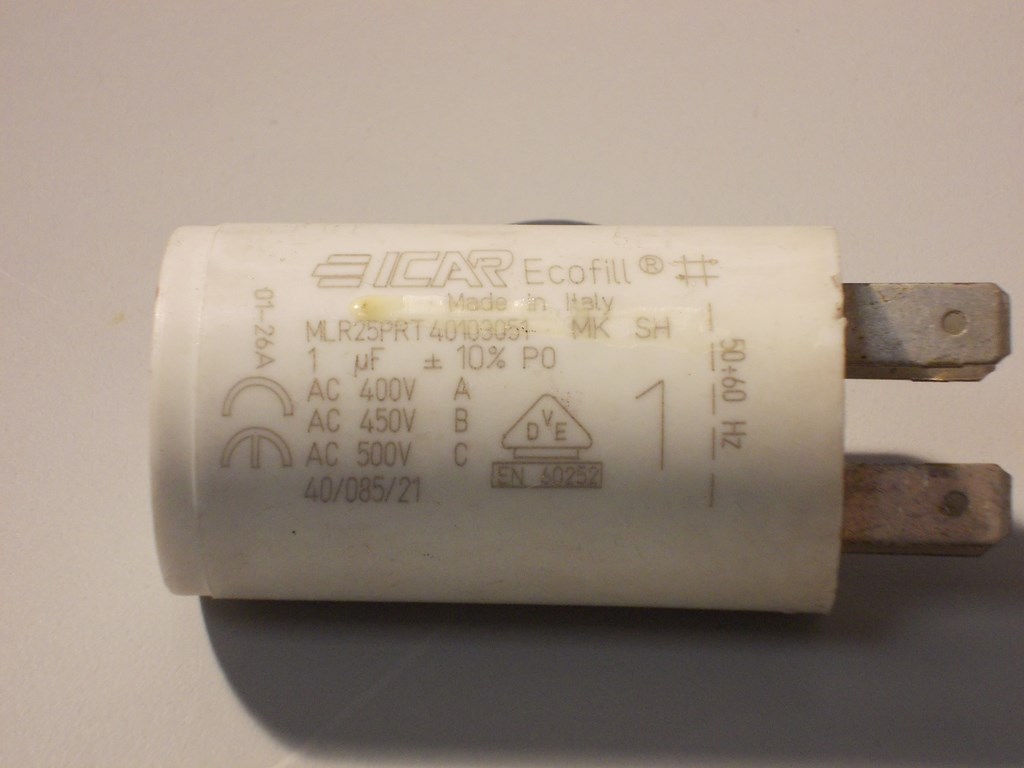 ICAR Ecofill®
Made in Italy
MLR25PRT 40103051 MK SH
1 µF ± 10% P0
AC 400V A
AC 450V B
AC 500V C
40/085/21
01-26A
CE
DVE
EN 60252
1
50÷60 Hz